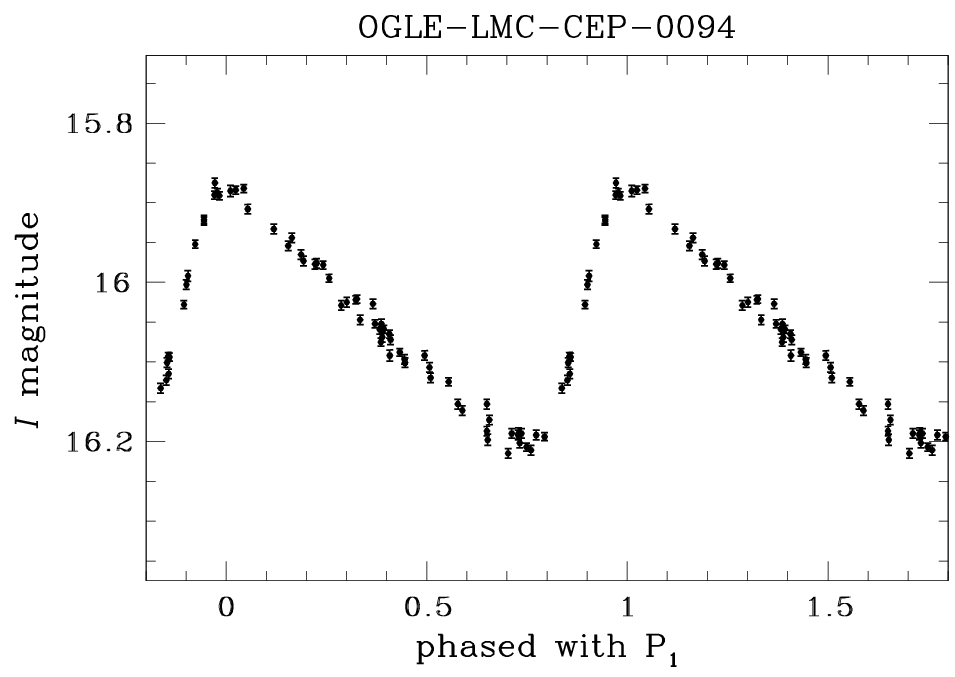 OGLE-LMC-CEP-0094
15.8
16
16.2
I magnitude
0 0.5 1 1.5
phased with P₁